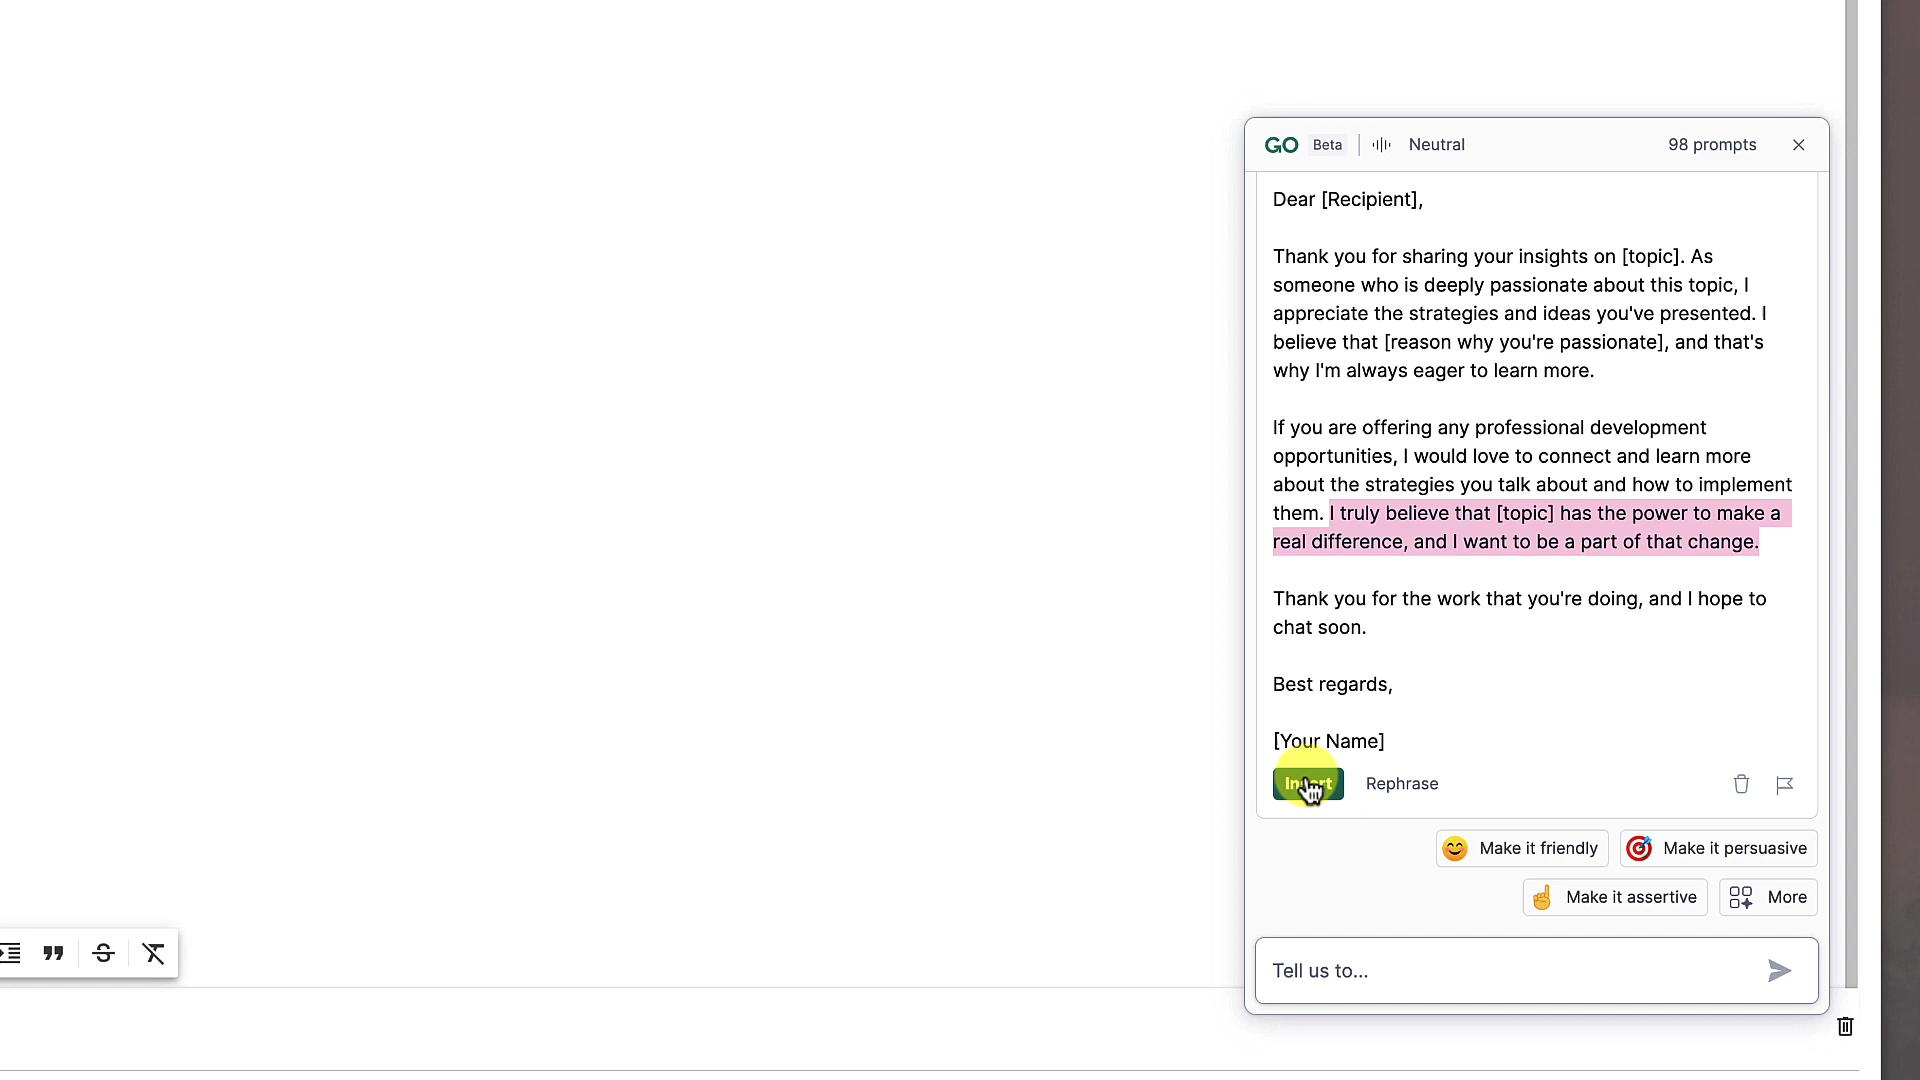 GO Beta Neutral 98 prompts
Dear [Recipient],
Thank you for sharing your insights on [topic]. As
someone who is deeply passionate about this topic, I
appreciate the strategies and ideas you've presented. I
believe that [reason why you're passionate], and that's
why I'm always eager to learn more.
If you are offering any professional development
opportunities, I would love to connect and learn more
about the strategies you talk about and how to implement
them. I truly believe that [topic] has the power to make a
real difference, and I want to be a part of that change.
Thank you for the work that you're doing, and I hope to
chat soon.
Best regards,
[Your Name]
Insert Rephrase
Make it friendly Make it persuasive
Make it assertive More
Tell us to...